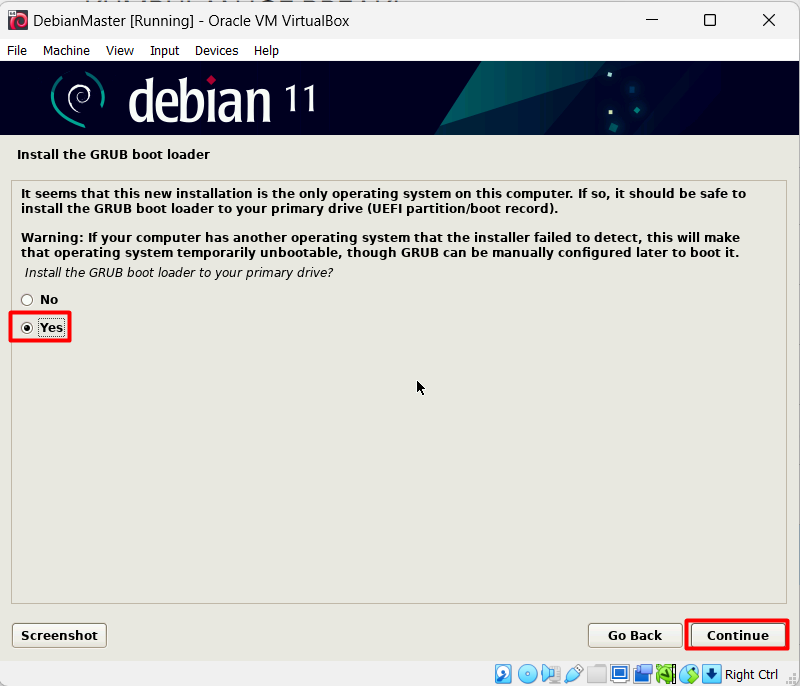 DebianMaster [Running] - Oracle VM VirtualBox
File Machine View Input Devices Help
debian 11
Install the GRUB boot loader
It seems that this new installation is the only operating system on this computer. If so, it should be safe to
install the GRUB boot loader to your primary drive (UEFI partition/boot record).
Warning: If your computer has another operating system that the installer failed to detect, this will make
that operating system temporarily unbootable, though GRUB can be manually configured later to boot it.
Install the GRUB boot loader to your primary drive?
No
Yes
Screenshot Go Back Continue
Right Ctrl